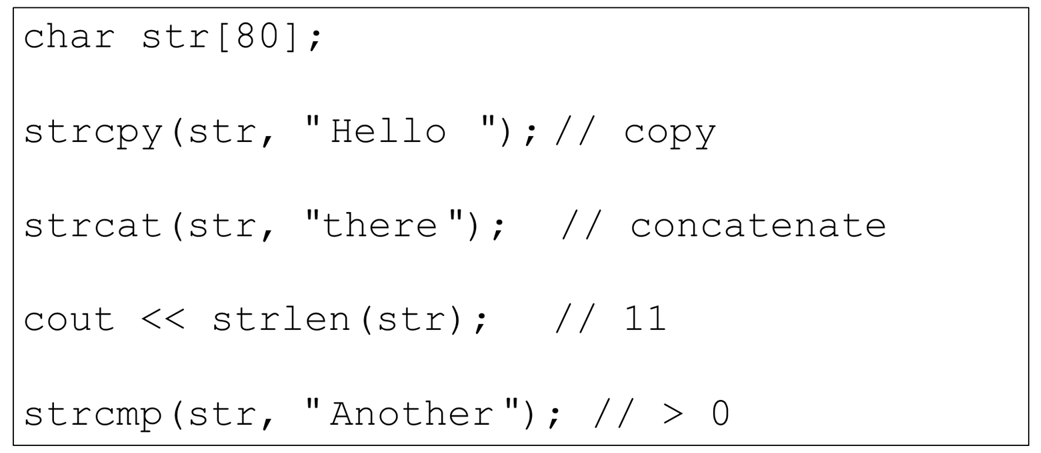 char str[80];
strcpy(str, "Hello "); // copy
strcat(str, "there"); // concatenate
cout << strlen(str); // 11
strcmp(str, "Another"); // > 0